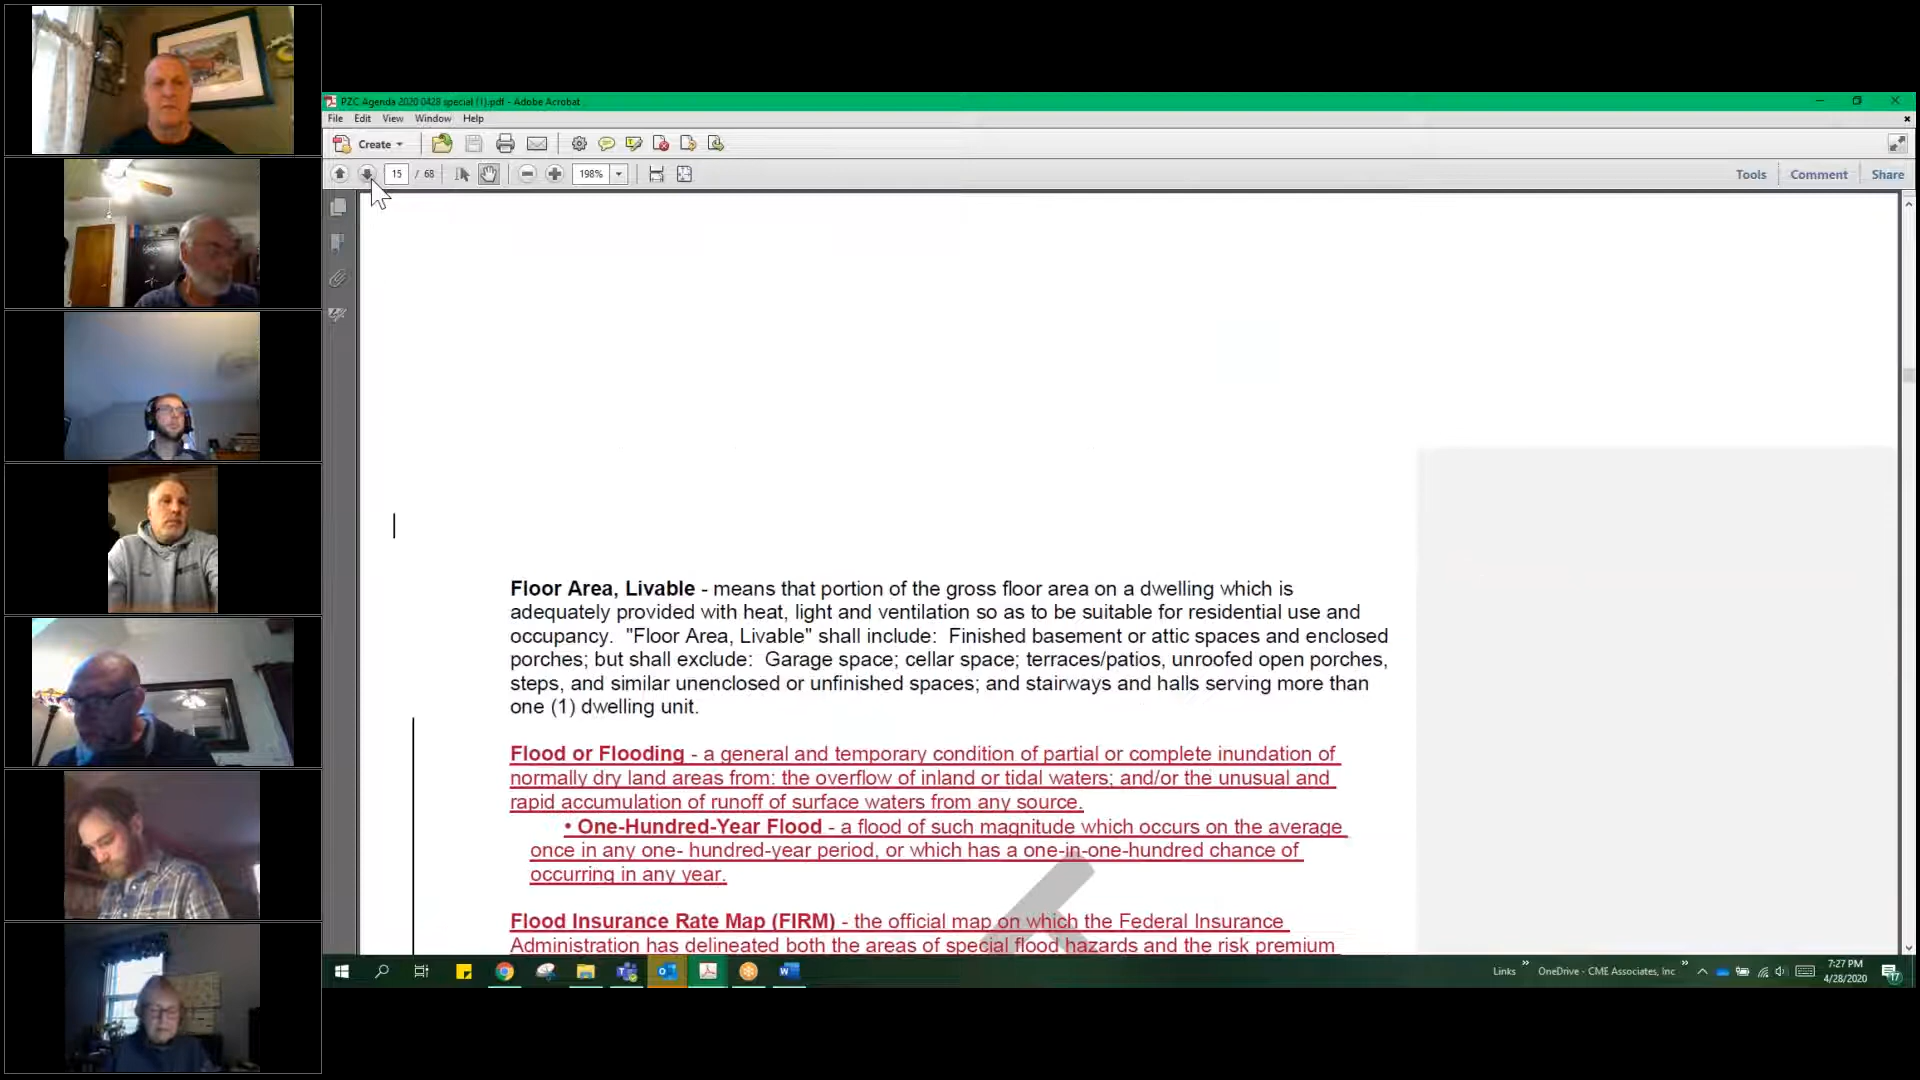 PZC Agenda 2020 0428 special (1).pdf - Adobe Acrobat
File Edit View Window Help
Create
15 / 68 198% Tools Comment Share
Floor Area, Livable - means that portion of the gross floor area on a dwelling which is
adequately provided with heat, light and ventilation so as to be suitable for residential use and
occupancy. "Floor Area, Livable" shall include: Finished basement or attic spaces and enclosed
porches; but shall exclude: Garage space; cellar space; terraces/patios, unroofed open porches,
steps, and similar unenclosed or unfinished spaces; and stairways and halls serving more than
one (1) dwelling unit.
Flood or Flooding - a general and temporary condition of partial or complete inundation of
normally dry land areas from: the overflow of inland or tidal waters; and/or the unusual and
rapid accumulation of runoff of surface waters from any source.
• One-Hundred-Year Flood - a flood of such magnitude which occurs on the average
once in any one- hundred-year period, or which has a one-in-one-hundred chance of
occurring in any year.
Flood Insurance Rate Map (FIRM) - the official map on which the Federal Insurance
Administration has delineated both the areas of special flood hazards and the risk premium
Links » OneDrive - CME Associates, Inc » 7:27 PM
4/28/2020
17